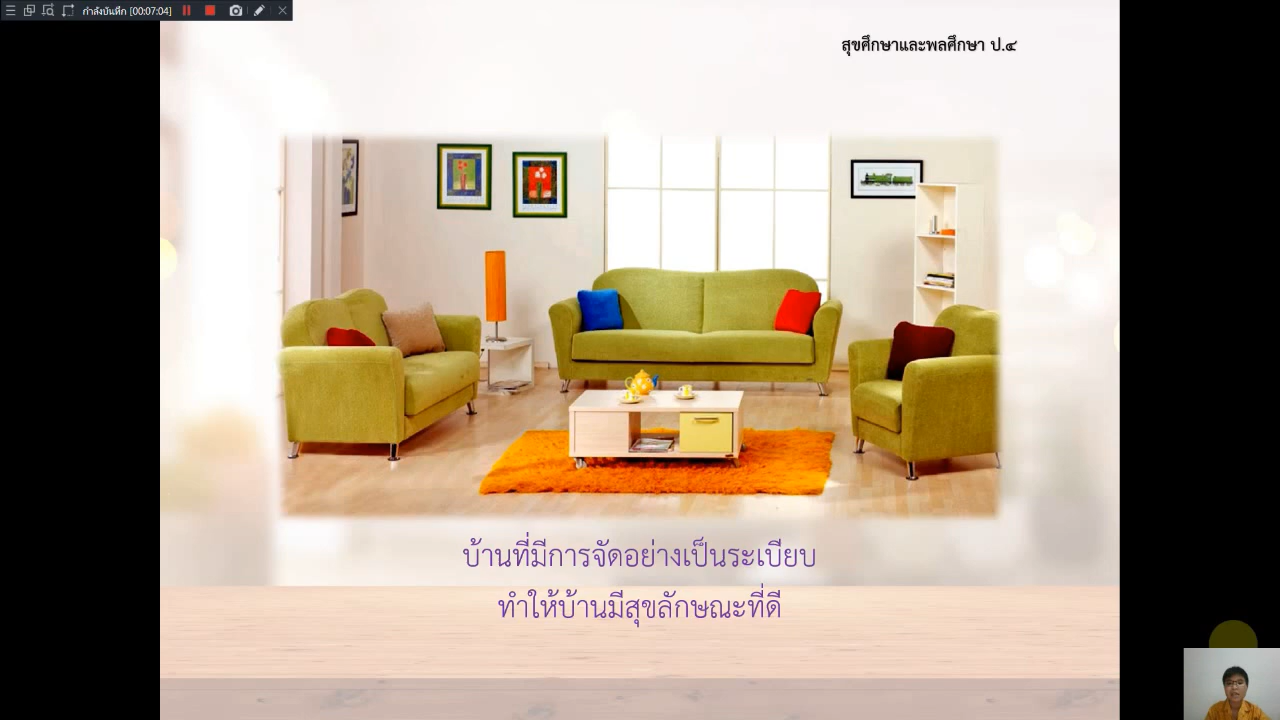 กำลังบันทึก [00:07:04]
สุขศึกษาและพลศึกษา ป.๔
บ้านที่มีการจัดอย่างเป็นระเบียบ
ทำให้บ้านมีสุขลักษณะที่ดี